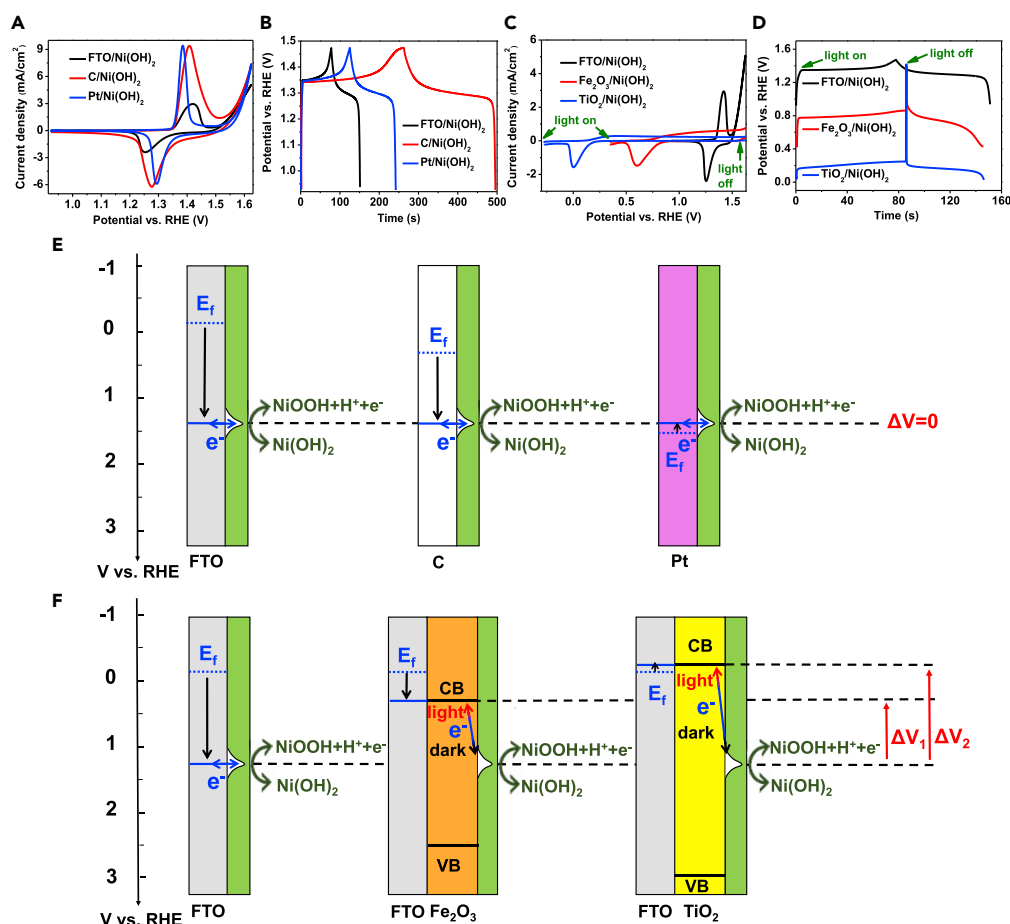 A
Current density (mA/cm²)
9
6
3
0
-3
-6
FTO/Ni(OH)₂
C/Ni(OH)₂
Pt/Ni(OH)₂
1.0 1.1 1.2 1.3 1.4 1.5 1.6
Potential vs. RHE (V)
B
Potential vs. RHE (V)
1.5
1.4
1.3
1.2
1.1
1.0
FTO/Ni(OH)₂
C/Ni(OH)₂
Pt/Ni(OH)₂
0 100 200 300 400 500
Time (s)
C
Current density (mA/cm²)
6
4
2
0
-2
FTO/Ni(OH)₂
Fe₂O₃/Ni(OH)₂
TiO₂/Ni(OH)₂
light on
light
off
0.0 0.5 1.0 1.5
Potential vs. RHE (V)
D
Potential vs. RHE (V)
1.6
1.2
0.8
0.4
0.0
light on
light off
FTO/Ni(OH)₂
Fe₂O₃/Ni(OH)₂
TiO₂/Ni(OH)₂
0 40 80 120 160
Time (s)
E
-1
0
1
2
3
V vs. RHE
E_f
e⁻
NiOOH+H⁺+e⁻
Ni(OH)₂
FTO
E_f
e⁻
NiOOH+H⁺+e⁻
Ni(OH)₂
C
e⁻
E_f
NiOOH+H⁺+e⁻
Ni(OH)₂
Pt
ΔV=0
F
-1
0
1
2
3
V vs. RHE
E_f
e⁻
NiOOH+H⁺+e⁻
Ni(OH)₂
FTO
E_f
CB
light
e⁻
dark
VB
NiOOH+H⁺+e⁻
Ni(OH)₂
FTO Fe₂O₃
CB
E_f
light
e⁻
dark
VB
NiOOH+H⁺+e⁻
Ni(OH)₂
FTO TiO₂
ΔV₁
ΔV₂